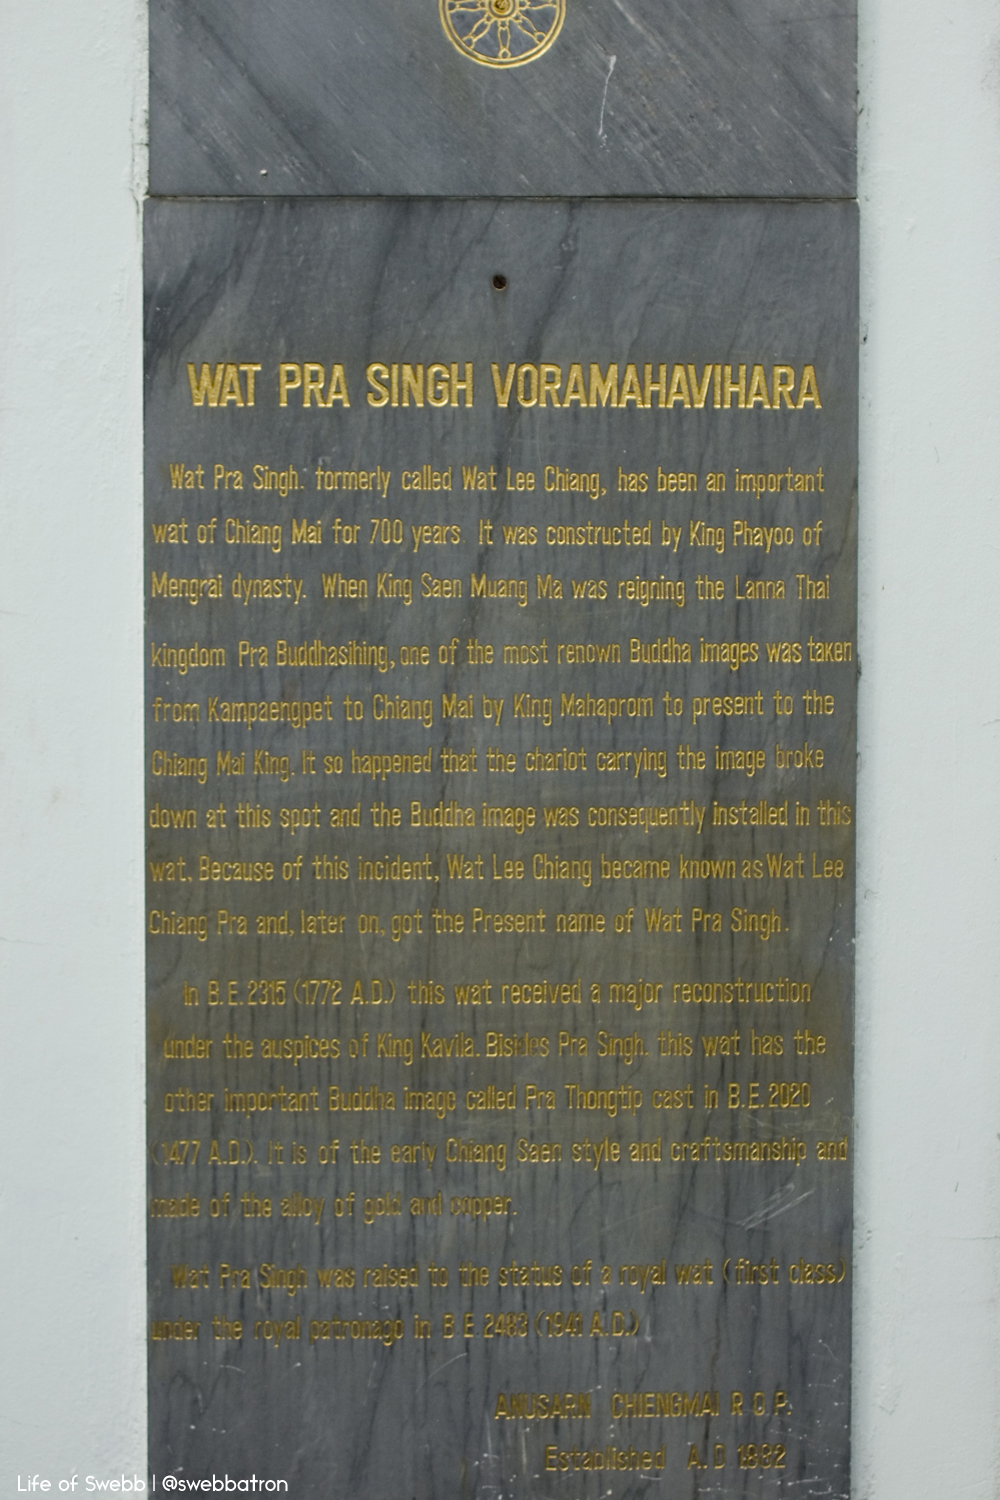 WAT PRA SINGH VORAMAHAVIHARA
Wat Pra Singh. formerly called Wat Lee Chiang, has been an important
wat of Chiang Mai for 700 years. It was constructed by King Phayoo of
Mengrai dynasty. When King Saen Muang Ma was reigning the Lanna Thai
kingdom Pra Buddhasihing, one of the most renown Buddha images was taken
from Kampaengpet to Chiang Mai by King Mahaprom to present to the
Chiang Mai King. It so happened that the chariot carrying the image broke
down at this spot and the Buddha image was consequently installed in this
wat. Because of this incident, Wat Lee Chiang became known as Wat Lee
Chiang Pra and, later on, got the Present name of Wat Pra Singh.
In B.E. 2315 (1772 A.D.) this wat received a major reconstruction
under the auspices of King Kavila. Bisides Pra Singh. this wat has the
other important Buddha image called Pra Thongtip cast in B.E. 2020
(1477 A.D.). It is of the early Chiang Saen style and craftsmanship and
made of the alloy of gold and copper.
Wat Pra Singh was raised to the status of a royal wat (first class)
under the royal patronage in B E 2483 (1941 A.D.)
ANUSARN CHIENGMAI R O P.
Established A. D 1982
Life of Swebb | @swebbatron